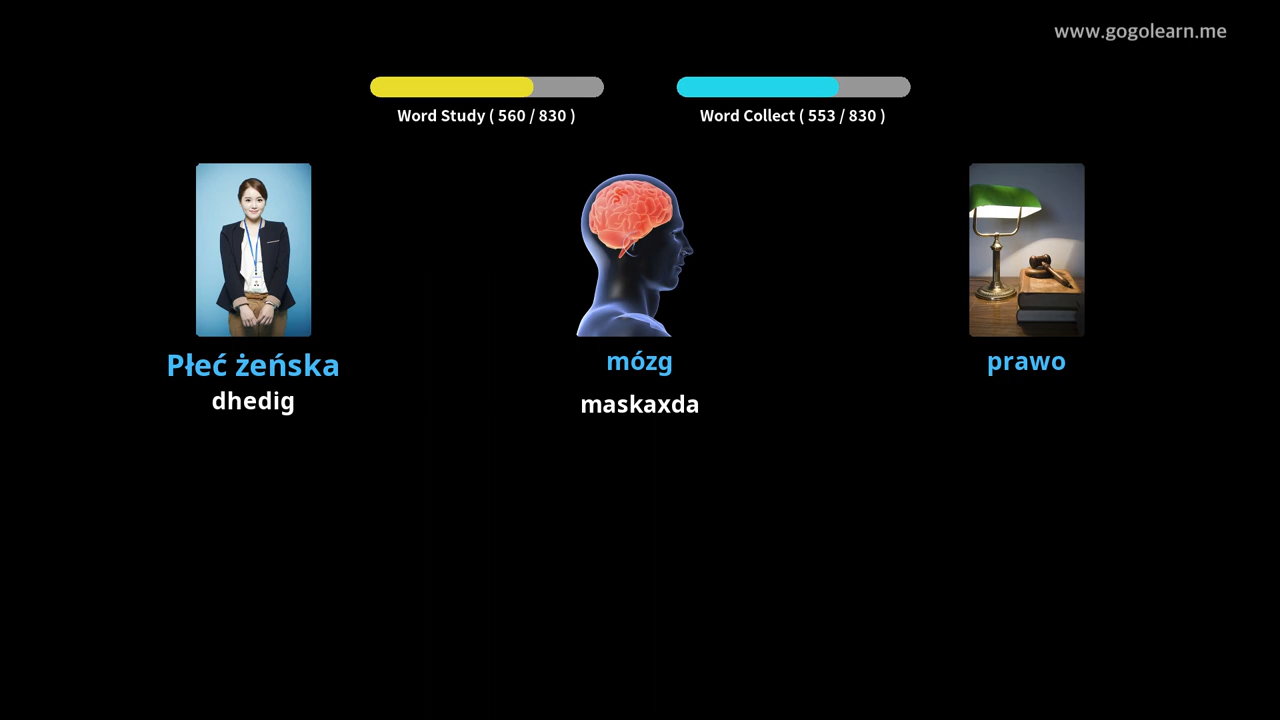 www.gogolearn.me
Word Study ( 560 / 830 )
Word Collect ( 553 / 830 )
Płeć żeńska
mózg
prawo
dhedig
maskaxda